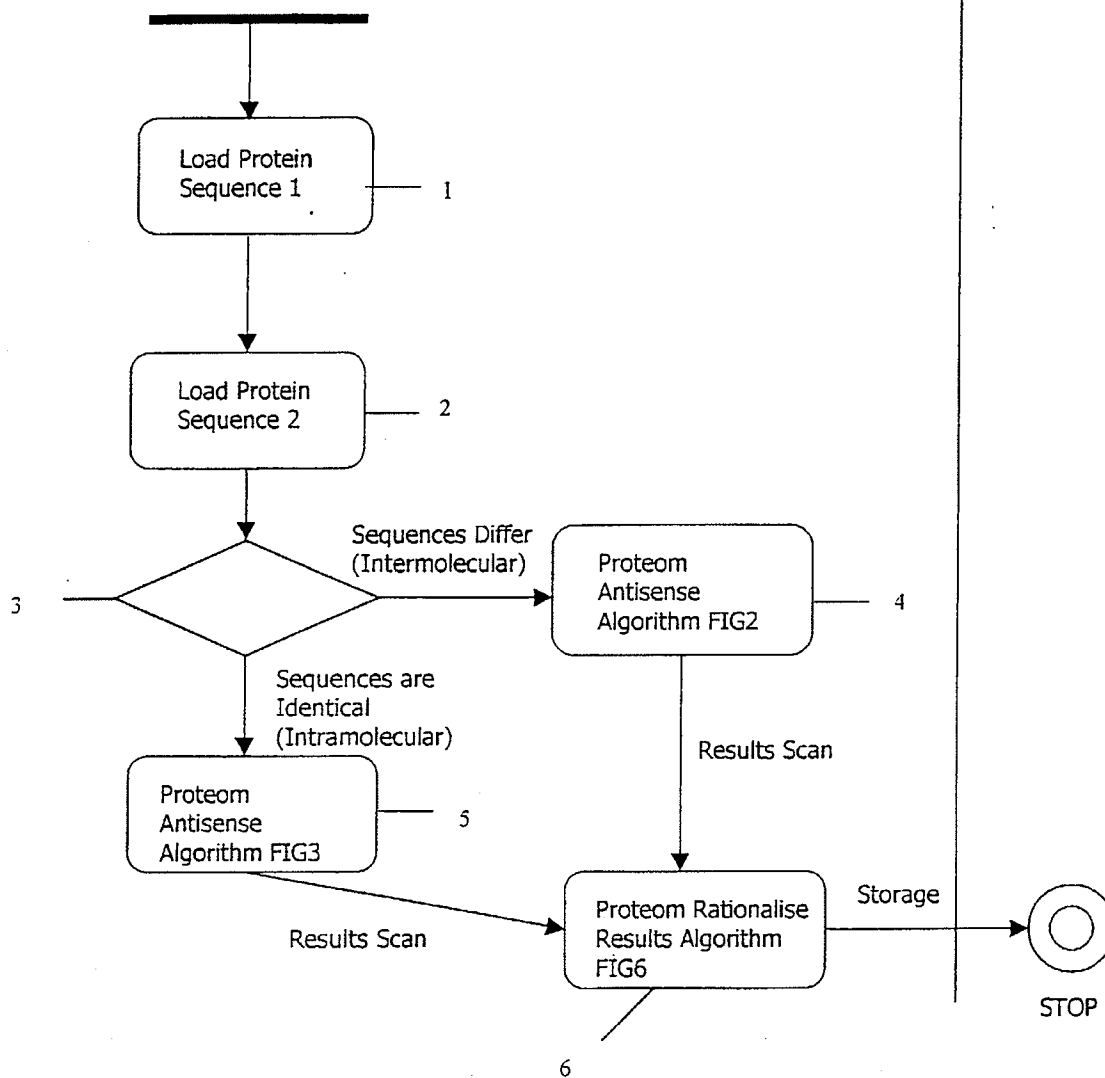 Load Protein
Sequence 1
1
Load Protein
Sequence 2
2
3
Sequences Differ
(Intermolecular)
Proteom
Antisense
Algorithm FIG2
4
Sequences are
Identical
(Intramolecular)
Results Scan
Proteom
Antisense
Algorithm FIG3
5
Results Scan
Proteom Rationalise
Results Algorithm
FIG6
6
Storage
STOP